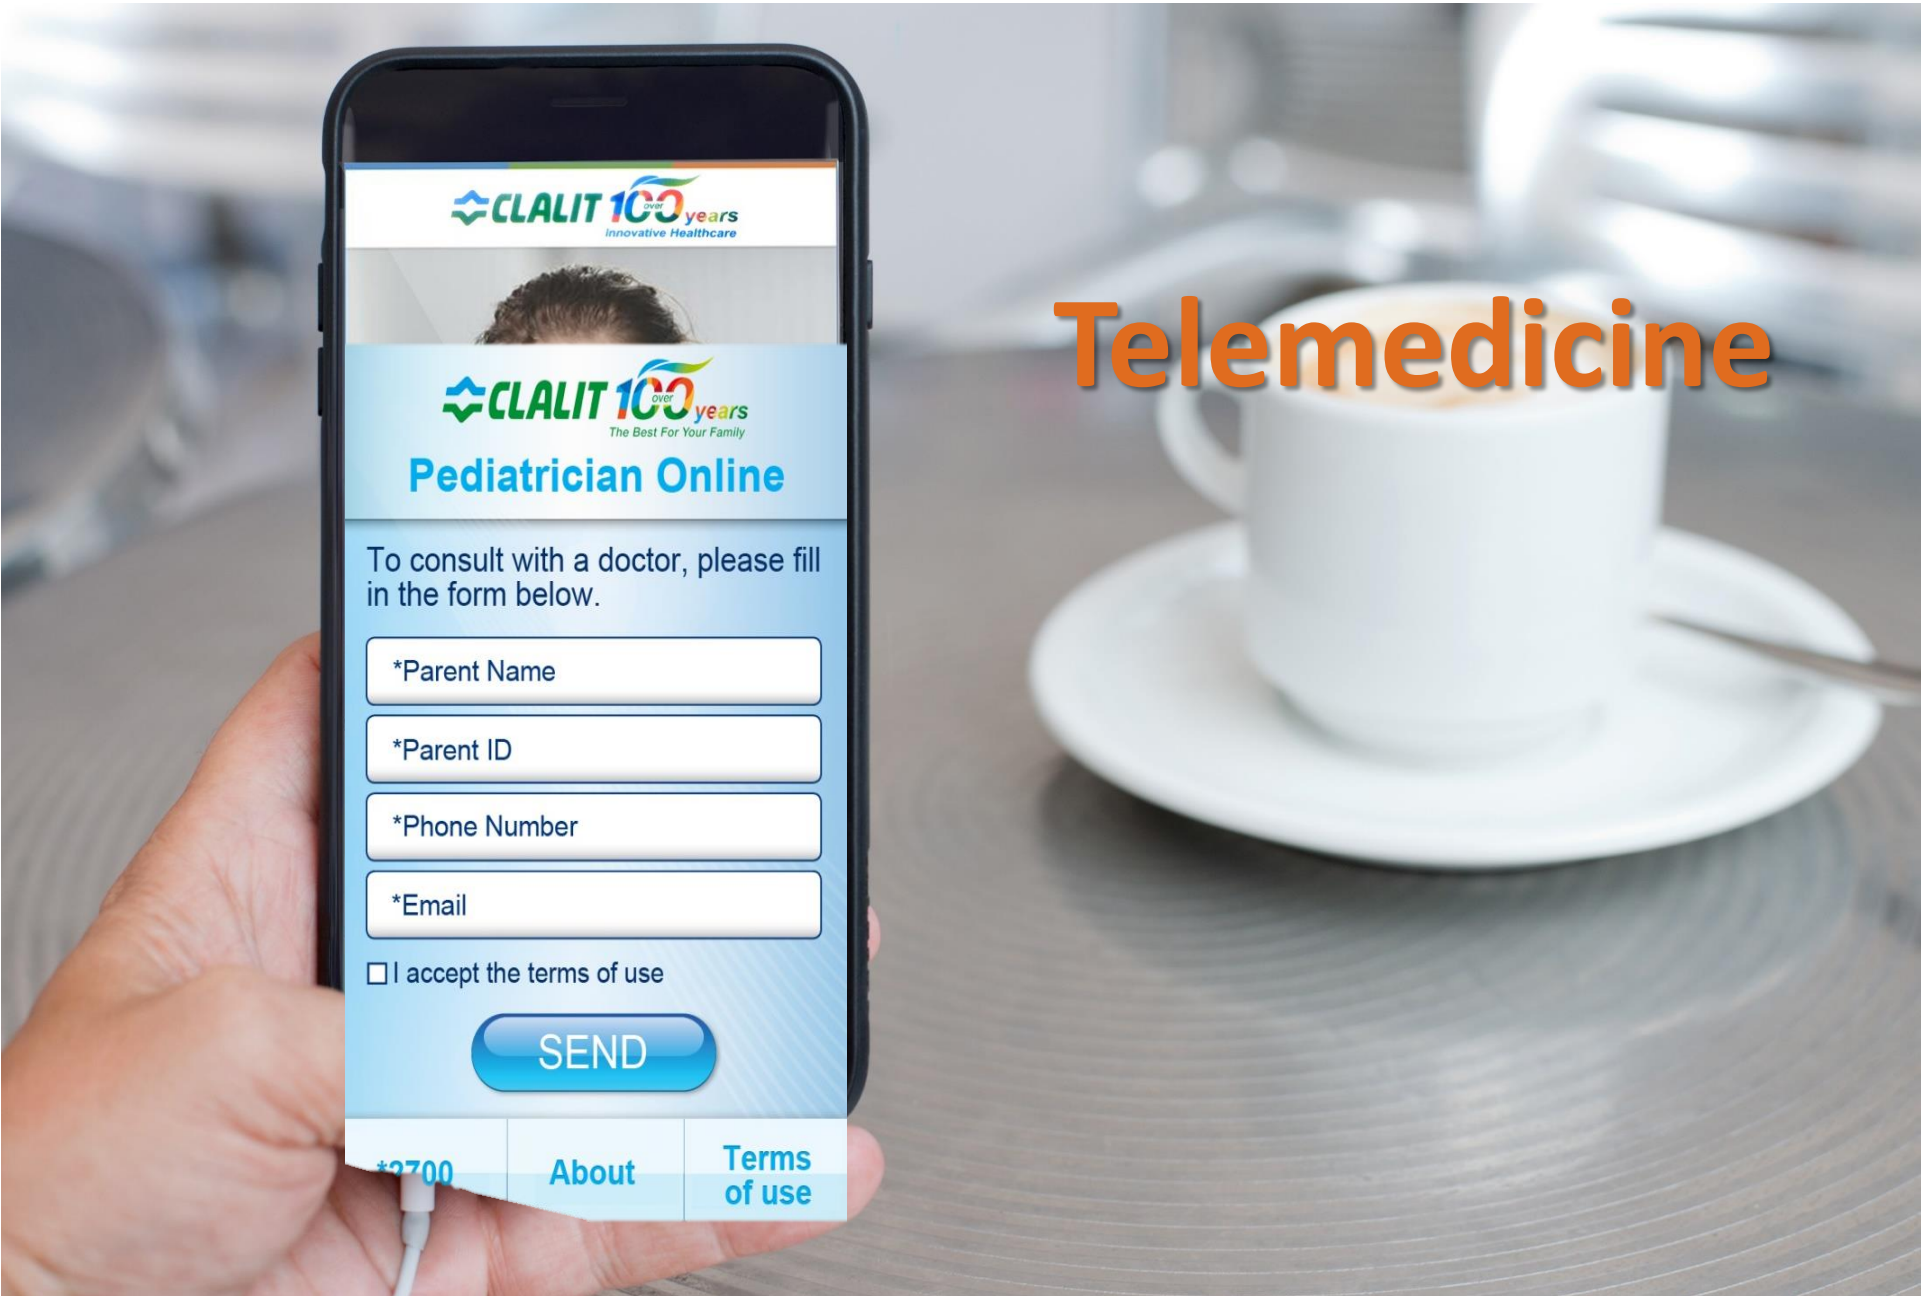 CLALIT 100 over years
Innovative Healthcare
CLALIT 100 over years
The Best For Your Family
Pediatrician Online
To consult with a doctor, please fill
in the form below.
*Parent Name
*Parent ID
*Phone Number
*Email
I accept the terms of use
SEND
*2700
About
Terms
of use
Telemedicine